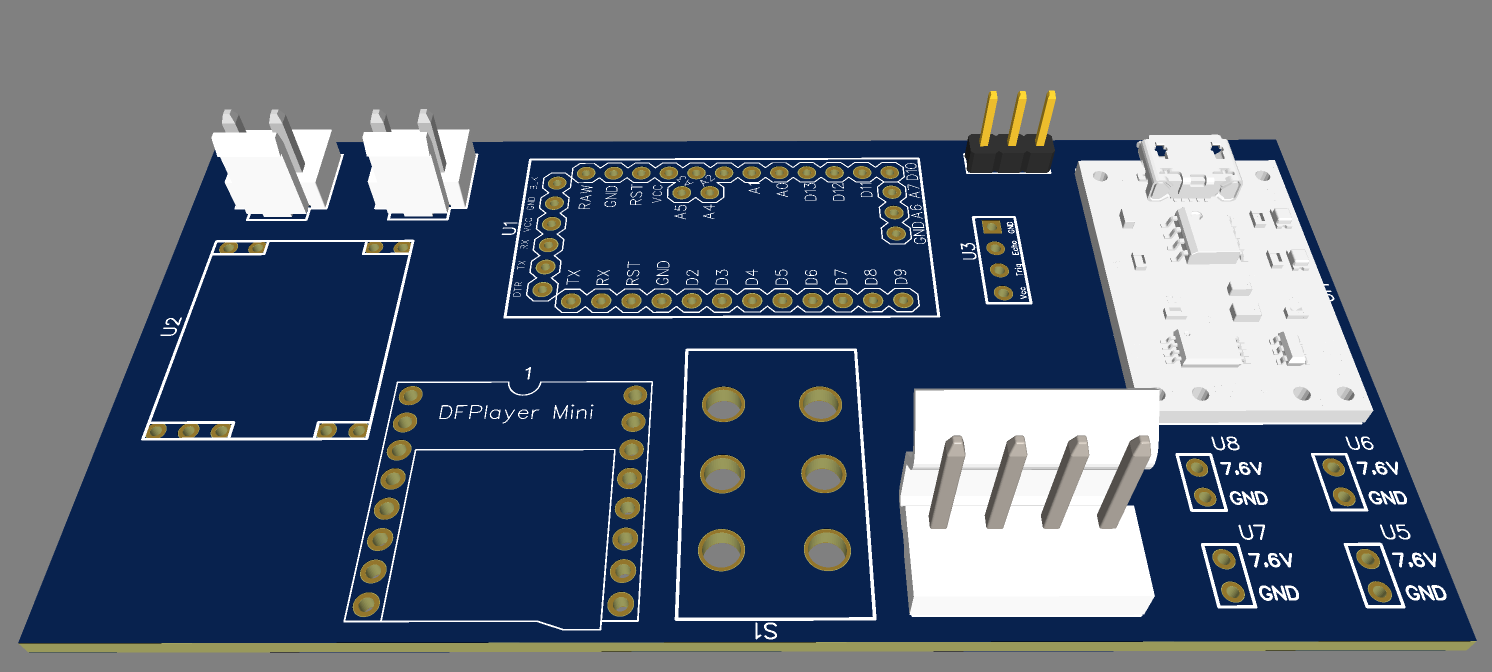 U1
RAW
GND
RST
VCC
A5
A4
A1
A0
D13
D12
D11
D10
A7
A6
GND
GND
VCC
RX
TX
DTR
TX
RX
RST
GND
D2
D3
D4
D5
D6
D7
D8
D9
U3
GND
Echo
Trig
Vcc
U2
1
DFPlayer Mini
S1
U8
7.6V
GND
U6
7.6V
GND
U7
7.6V
GND
U5
7.6V
GND